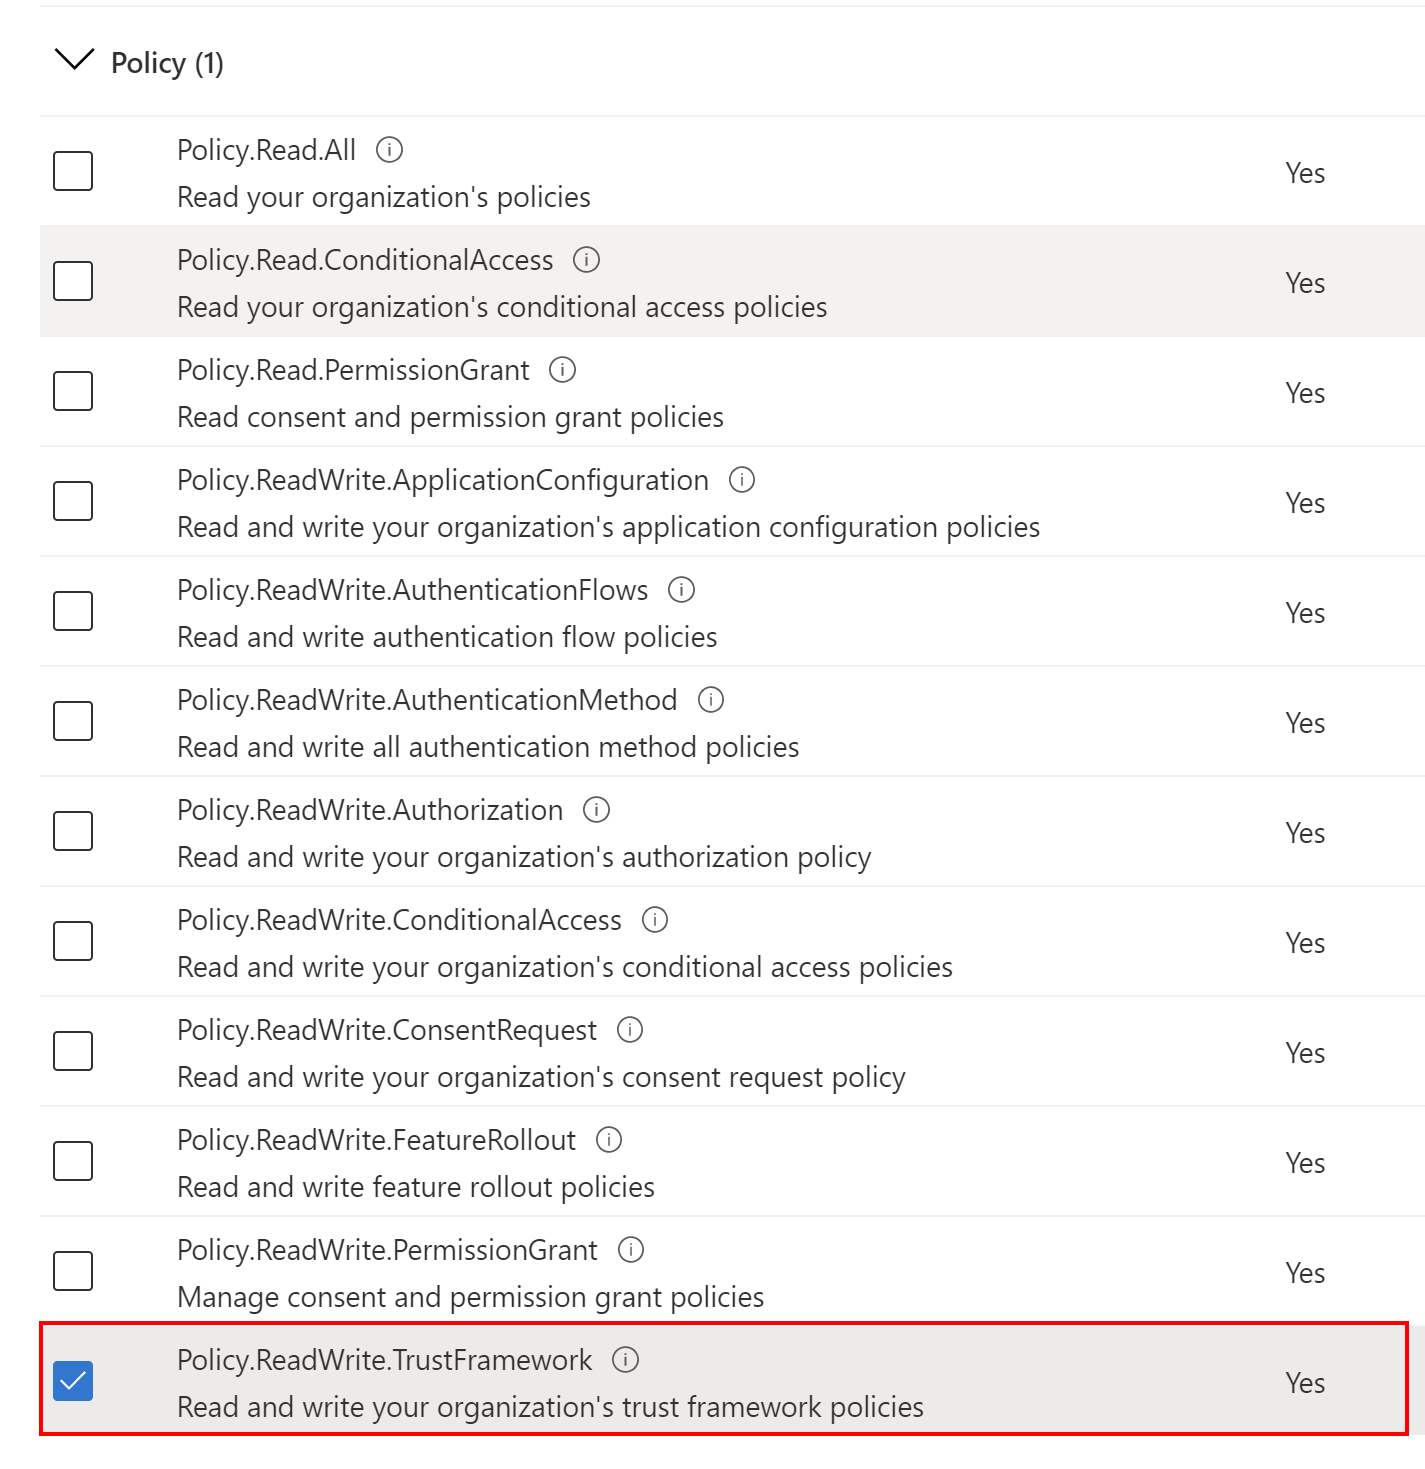 Policy (1)
Policy.Read.All
Read your organization's policies
Yes
Policy.Read.ConditionalAccess
Read your organization's conditional access policies
Yes
Policy.Read.PermissionGrant
Read consent and permission grant policies
Yes
Policy.ReadWrite.ApplicationConfiguration
Read and write your organization's application configuration policies
Yes
Policy.ReadWrite.AuthenticationFlows
Read and write authentication flow policies
Yes
Policy.ReadWrite.AuthenticationMethod
Read and write all authentication method policies
Yes
Policy.ReadWrite.Authorization
Read and write your organization's authorization policy
Yes
Policy.ReadWrite.ConditionalAccess
Read and write your organization's conditional access policies
Yes
Policy.ReadWrite.ConsentRequest
Read and write your organization's consent request policy
Yes
Policy.ReadWrite.FeatureRollout
Read and write feature rollout policies
Yes
Policy.ReadWrite.PermissionGrant
Manage consent and permission grant policies
Yes
Policy.ReadWrite.TrustFramework
Read and write your organization's trust framework policies
Yes